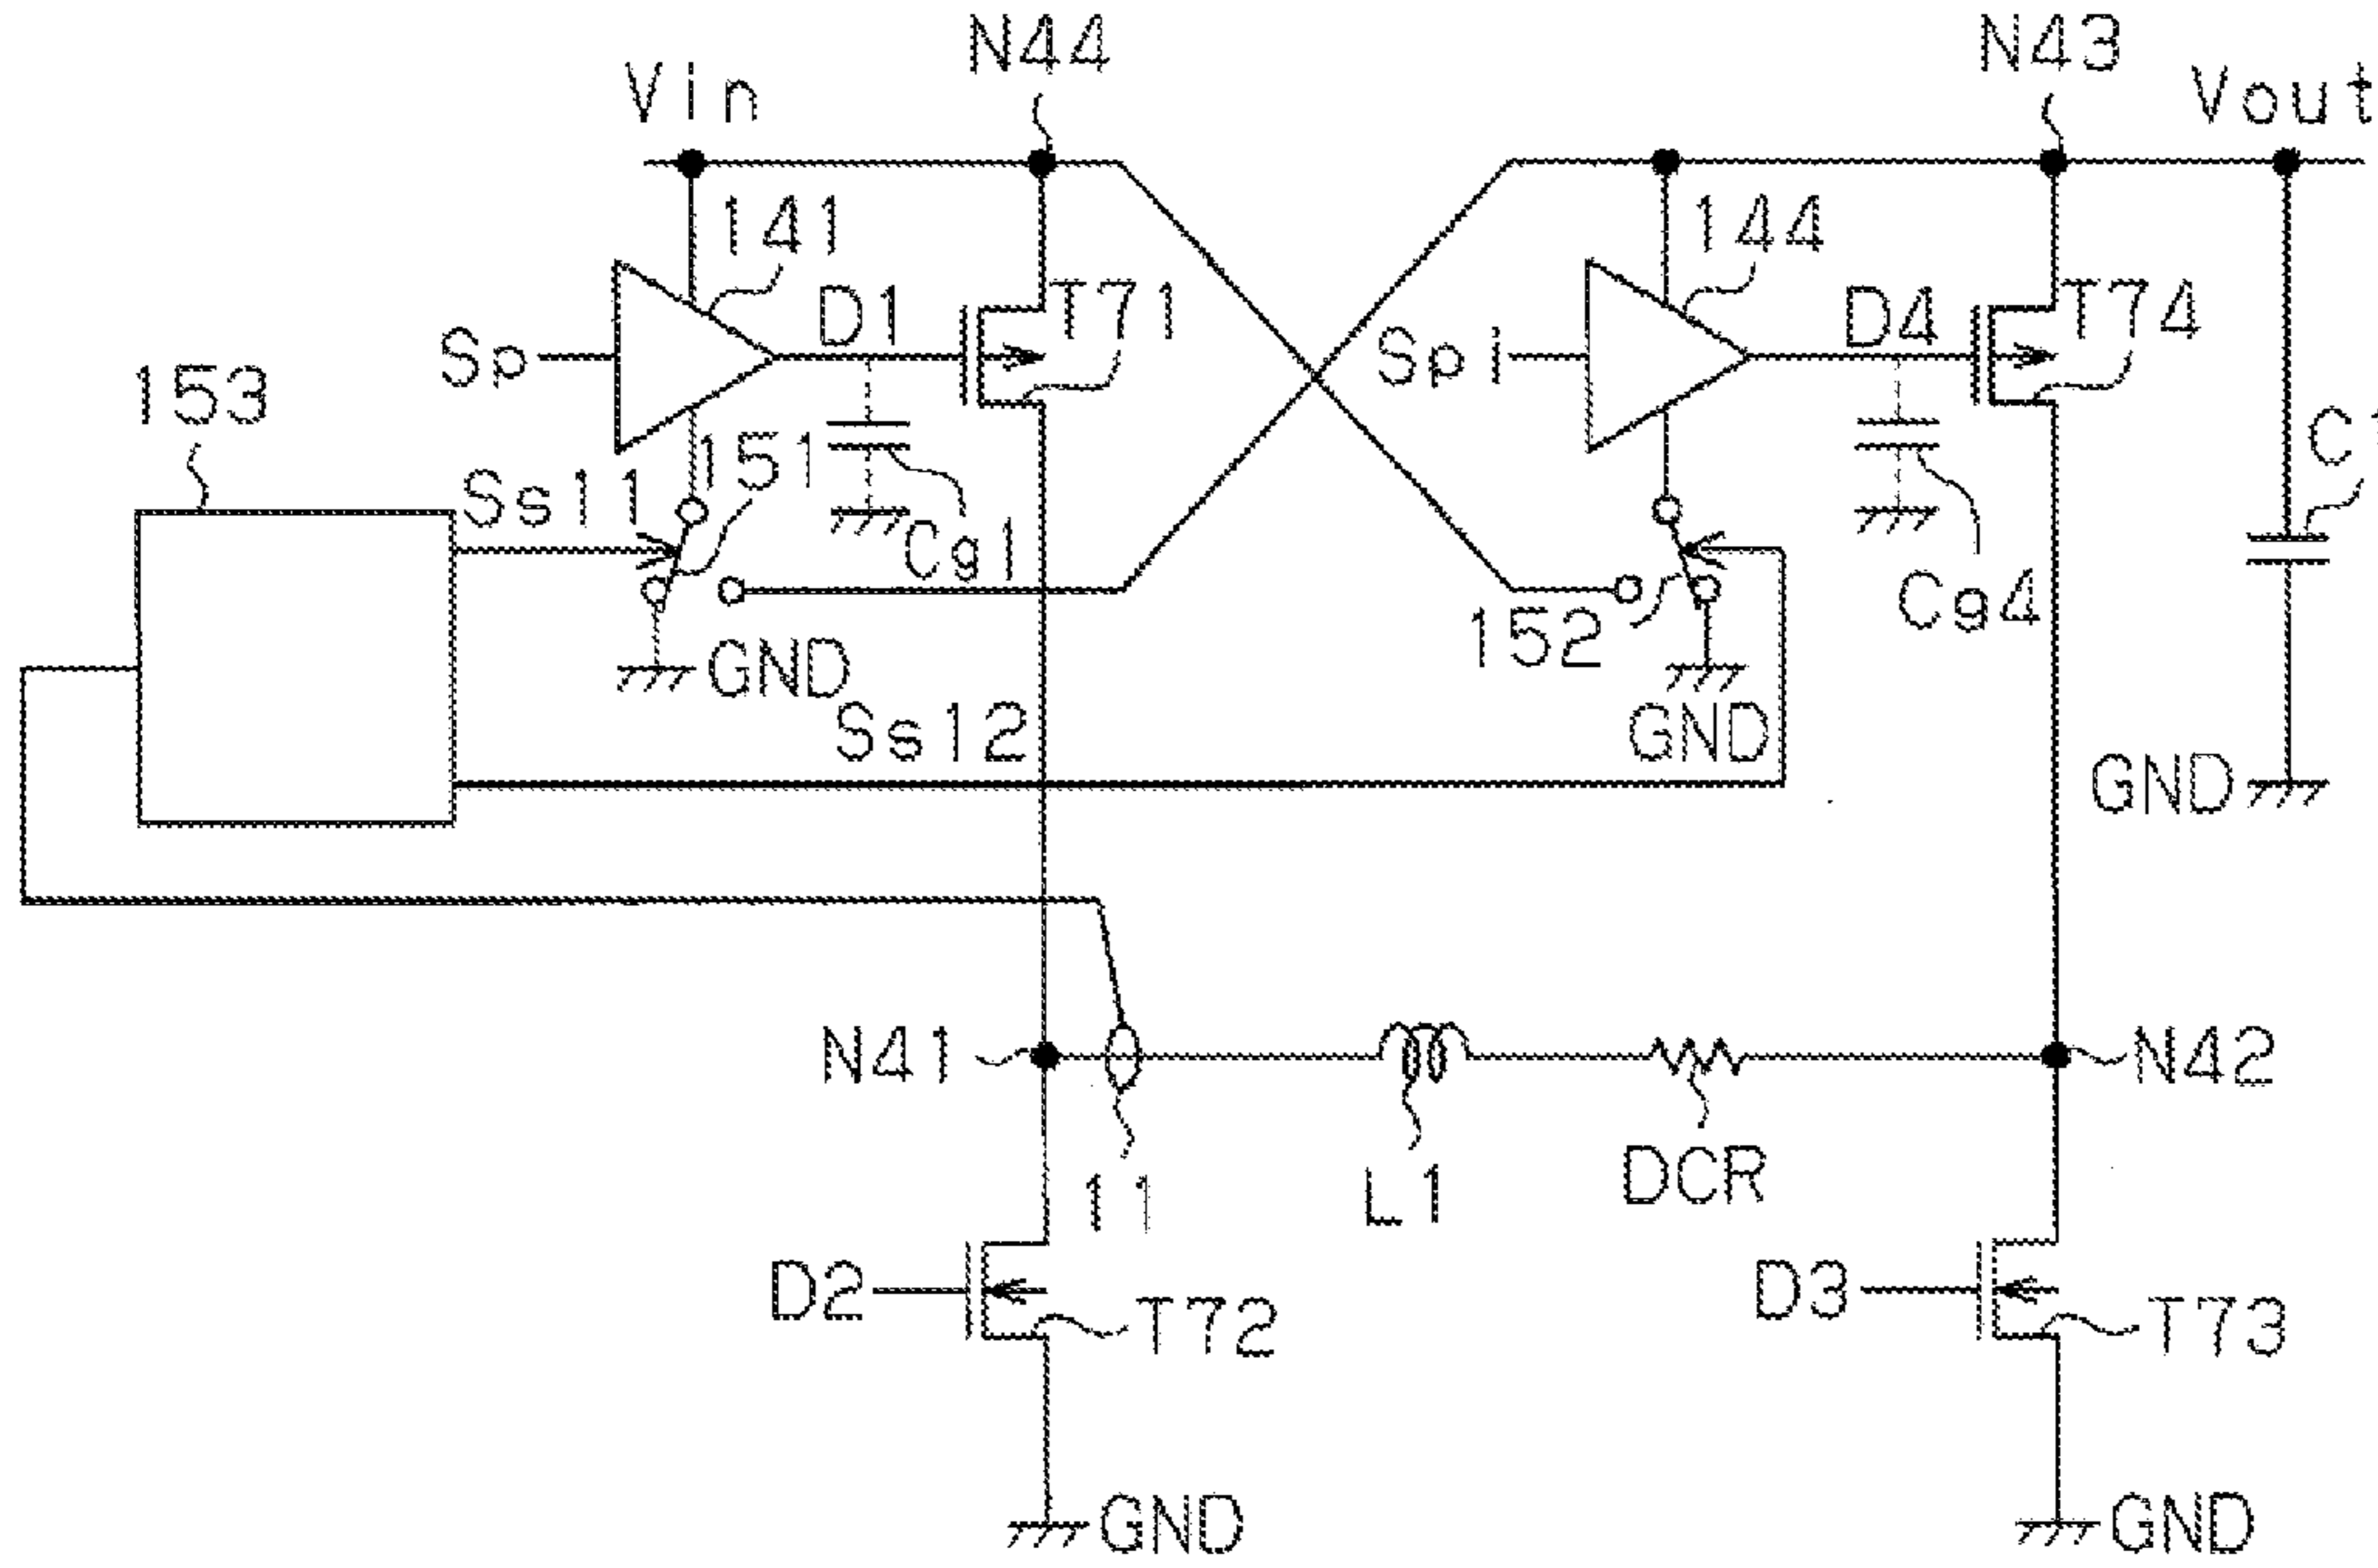 N44
N43
Vin
Vout
141
144
D1
T71
D4
T74
Sp
Spi
153
151
Ss11
Cg1
C1
Cg4
152
GND
GND
Ss12
GND
N41
N42
11
L1
DCR
D2
T72
D3
T73
GND
GND